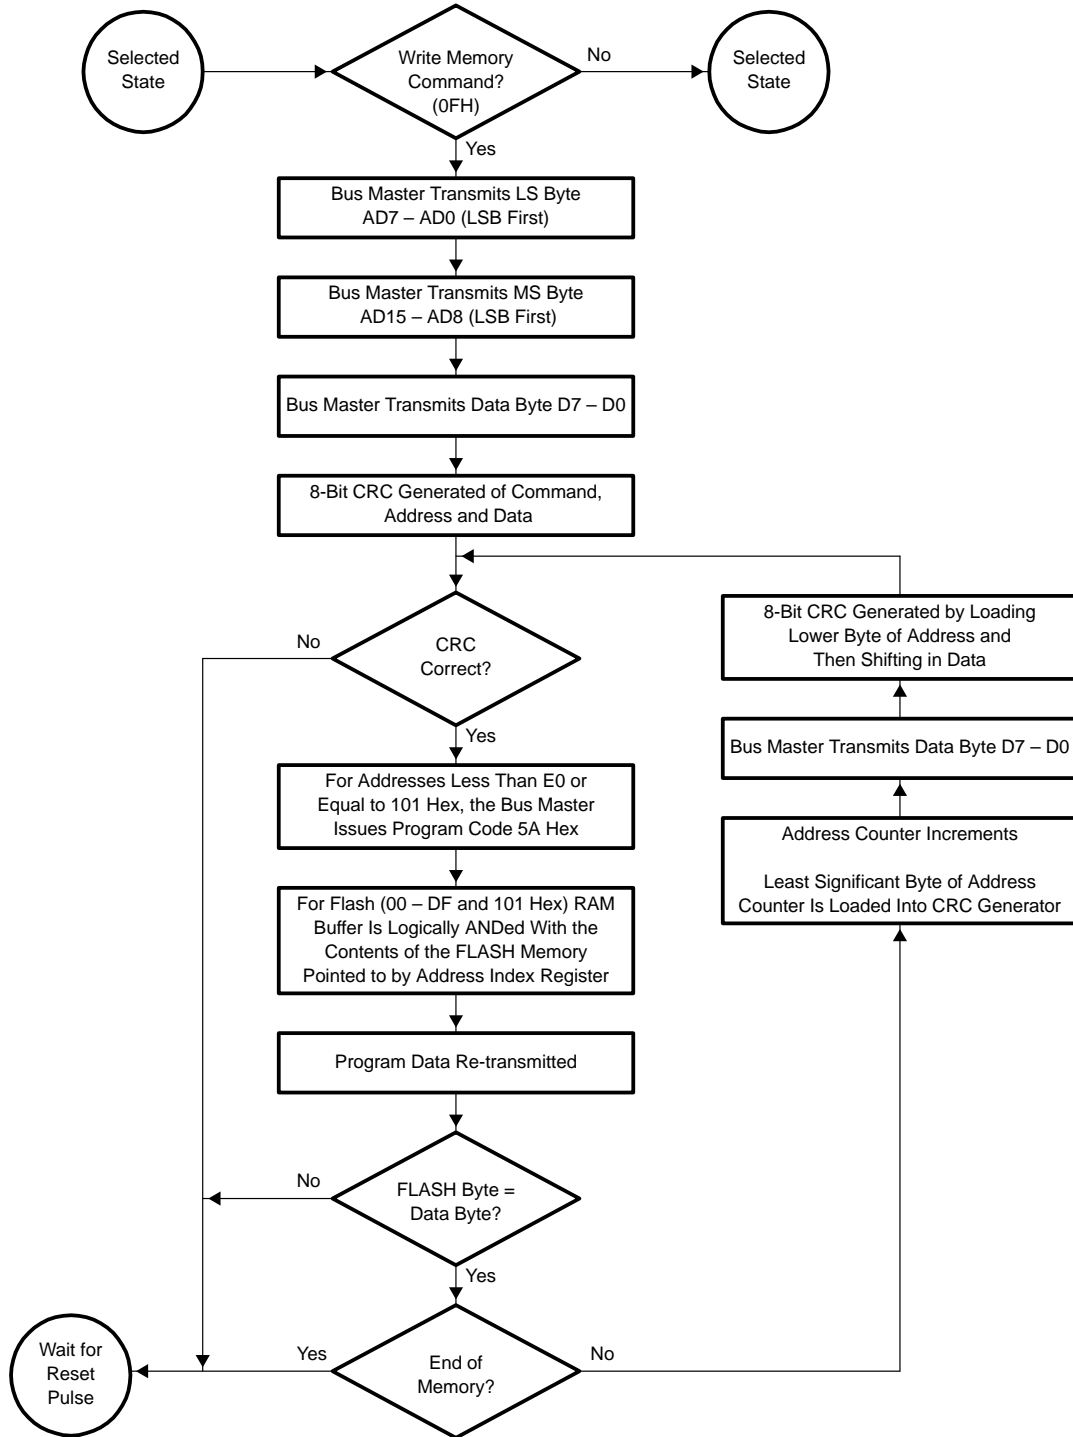 Selected
State
Write Memory
Command?
(0FH)
No
Selected
State
Yes
Bus Master Transmits LS Byte
AD7 – AD0 (LSB First)
Bus Master Transmits MS Byte
AD15 – AD8 (LSB First)
Bus Master Transmits Data Byte D7 – D0
8-Bit CRC Generated of Command,
Address and Data
No
CRC
Correct?
Yes
For Addresses Less Than E0 or
Equal to 101 Hex, the Bus Master
Issues Program Code 5A Hex
For Flash (00 – DF and 101 Hex) RAM
Buffer Is Logically ANDed With the
Contents of the FLASH Memory
Pointed to by Address Index Register
Program Data Re-transmitted
No
FLASH Byte =
Data Byte?
Yes
Wait for
Reset
Pulse
Yes
End of
Memory?
No
8-Bit CRC Generated by Loading
Lower Byte of Address and
Then Shifting in Data
Bus Master Transmits Data Byte D7 – D0
Address Counter Increments
Least Significant Byte of Address
Counter Is Loaded Into CRC Generator